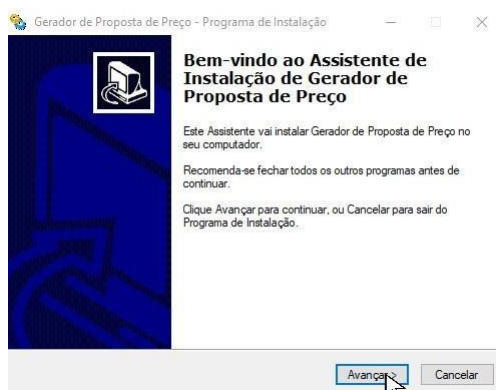 Gerador de Proposta de Preço - Programa de Instalação
Bem-vindo ao Assistente de
Instalação de Gerador de
Proposta de Preço
Este Assistente vai instalar Gerador de Proposta de Preço no
seu computador.
Recomenda-se fechar todos os outros programas antes de
continuar.
Clique Avançar para continuar, ou Cancelar para sair do
Programa de Instalação.
Avançar >
Cancelar